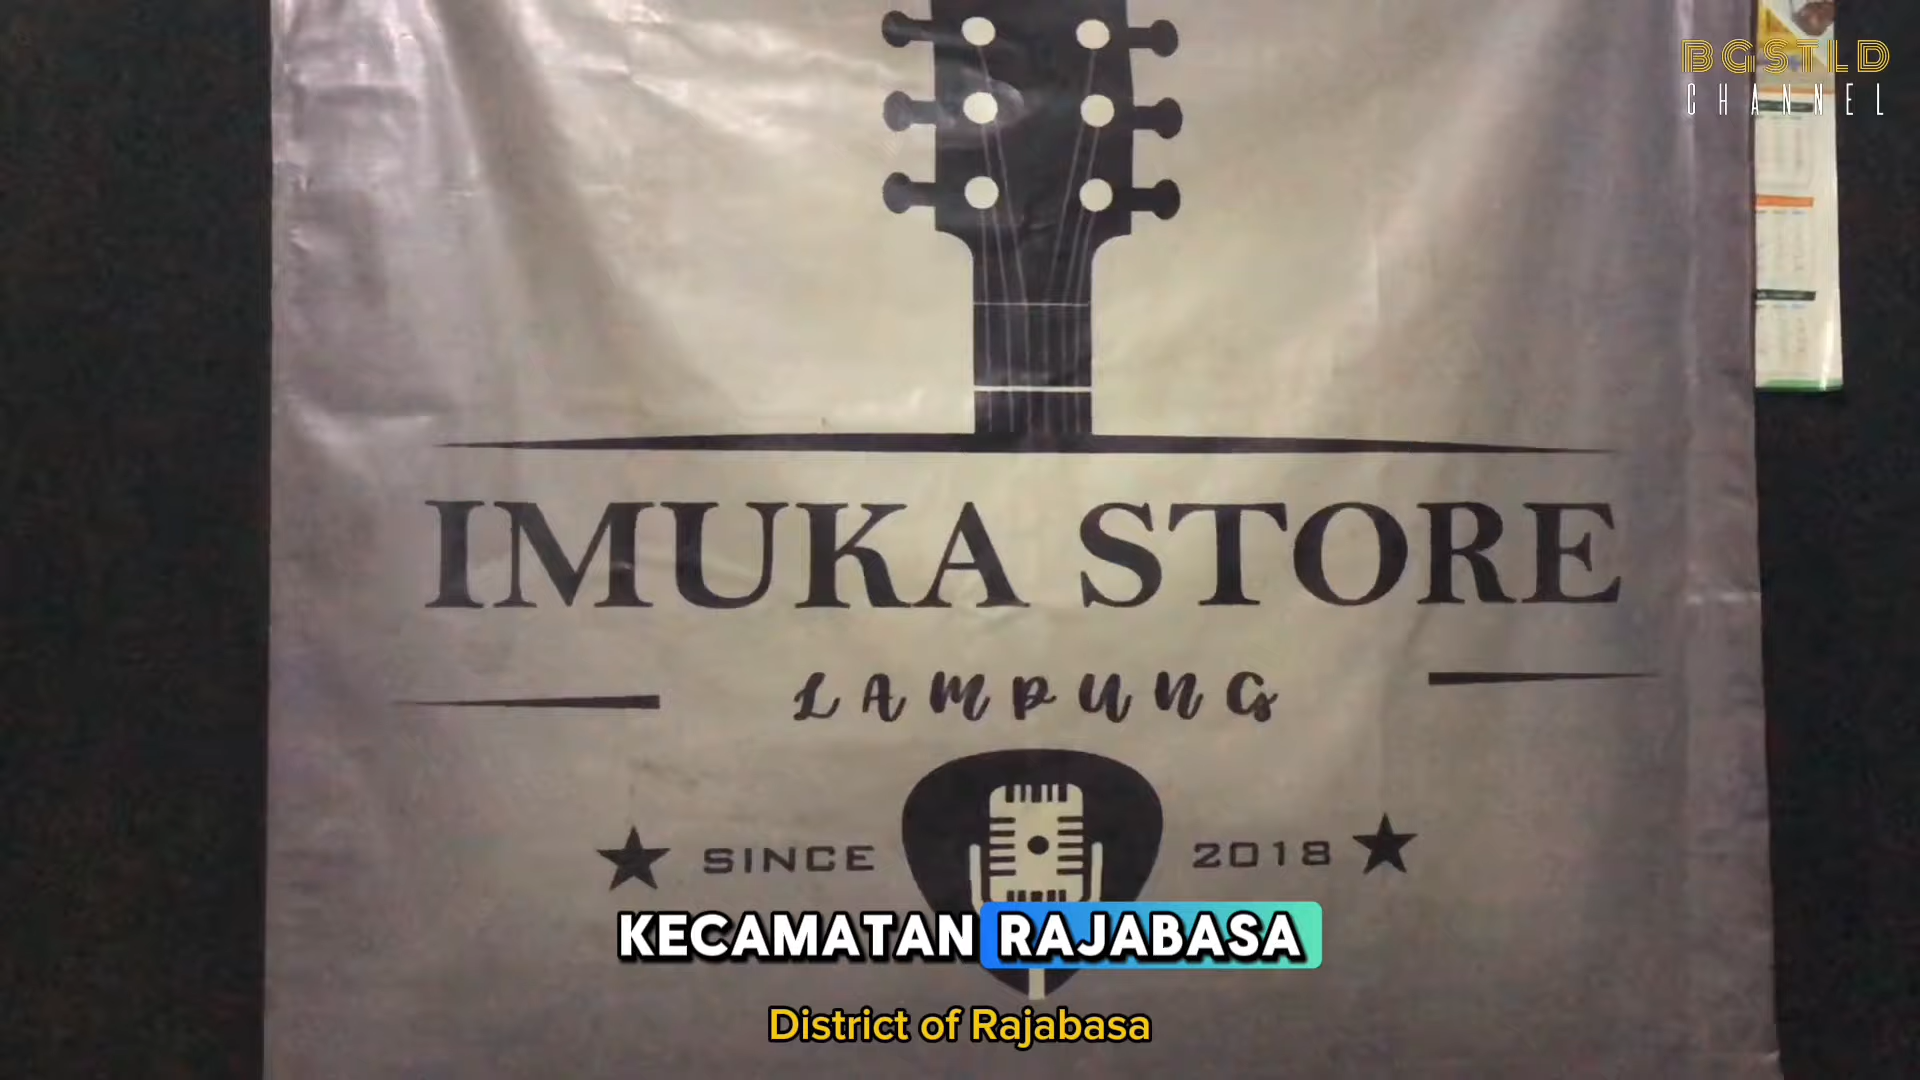 BGSTLD
CHANNEL
IMUKA STORE
LAMPUNG
SINCE 2018
KECAMATAN RAJABASA
District of Rajabasa